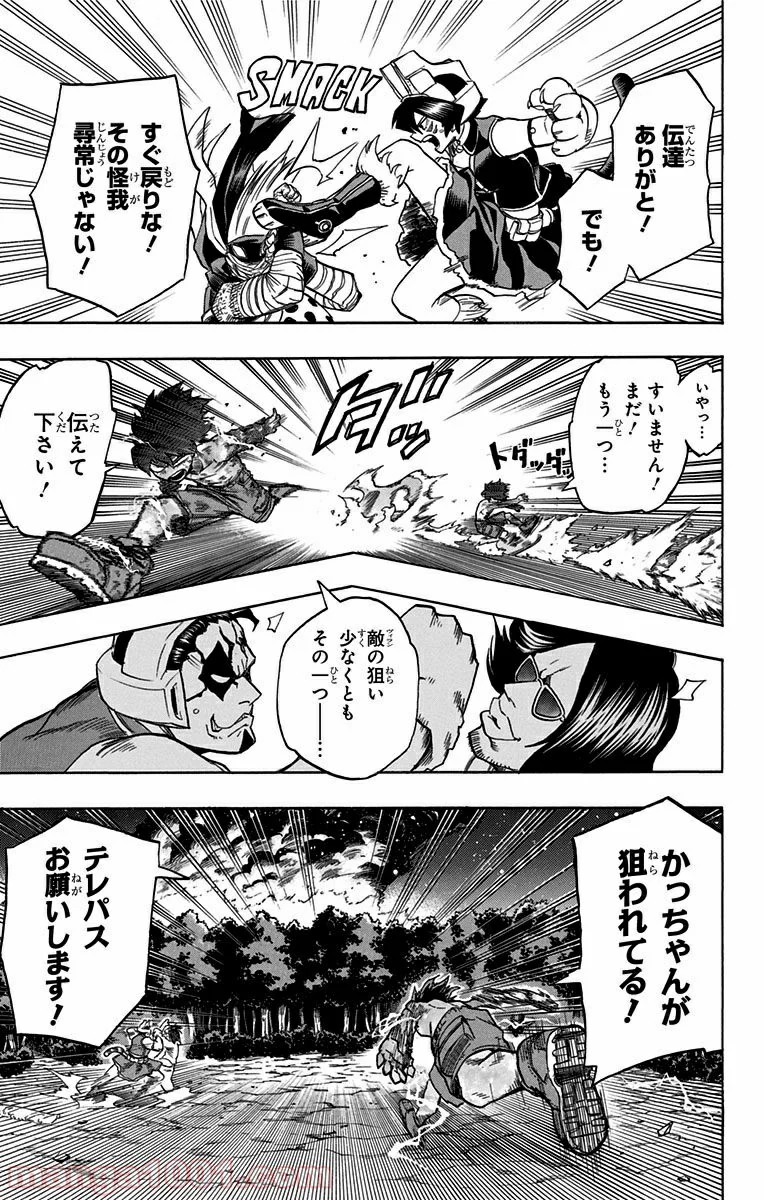 伝達
ありがと！
でも！
SMACK
すぐ戻りな！
その怪我
尋常じゃない！
いやっ…
すいません！
まだ！
もう一つ…
トダッダッ
ダッ
伝えて
下さい！
敵の狙い
少なくとも
その一つ——…
かっちゃんが
狙われてる！
テレパス
お願いします！